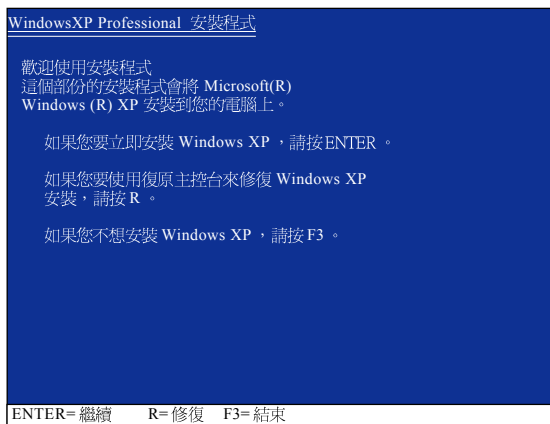 WindowsXP Professional 安裝程式
歡迎使用安裝程式
這個部份的安裝程式會將 Microsoft(R)
Windows (R) XP 安裝到您的電腦上。
如果您要立即安裝 Windows XP ，請按ENTER 。
如果您要使用復原主控台來修復 Windows XP
安裝，請按 R 。
如果您不想安裝 Windows XP ，請按 F3 。
ENTER= 繼續 R= 修復 F3= 結束